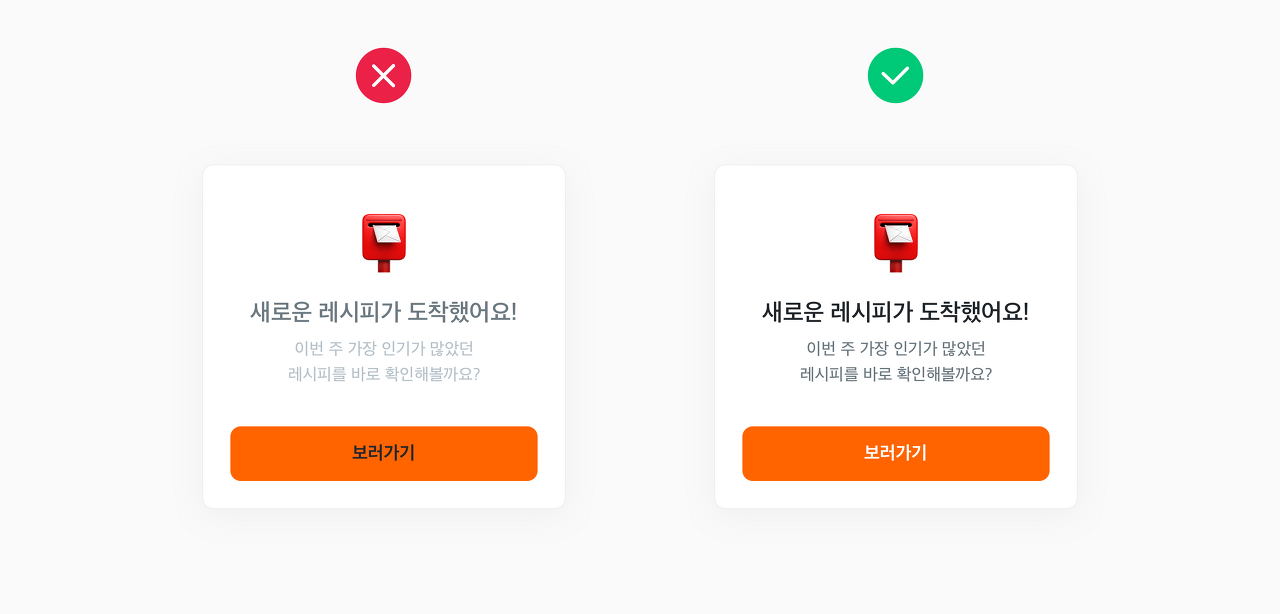 새로운 레시피가 도착했어요!
이번 주 가장 인기가 많았던
레시피를 바로 확인해볼까요?
보러가기
새로운 레시피가 도착했어요!
이번 주 가장 인기가 많았던
레시피를 바로 확인해볼까요?
보러가기